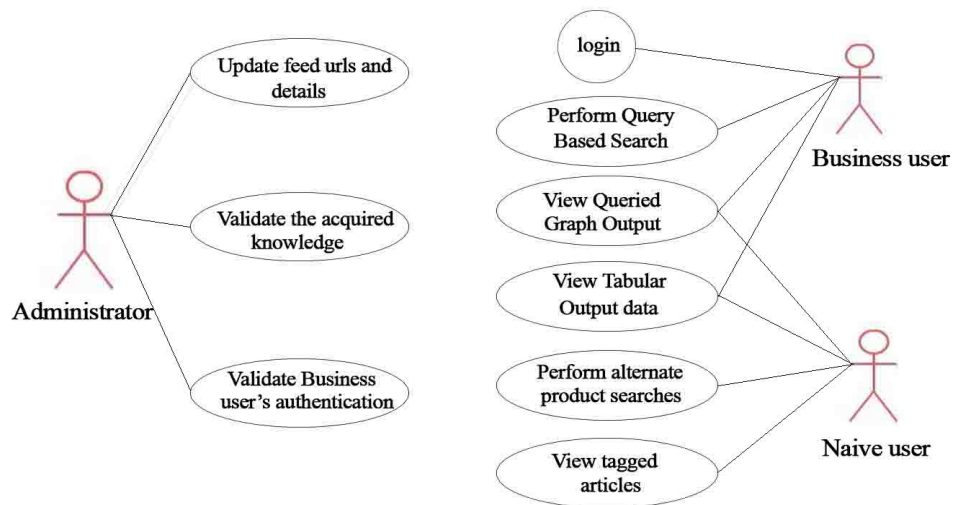 Update feed urls and
details
Validate the acquired
knowledge
Administrator
Validate Business
user's authentication
login
Perform Query
Based Search
Business user
View Queried
Graph Output
View Tabular
Output data
Perform alternate
product searches
Naive user
View tagged
articles